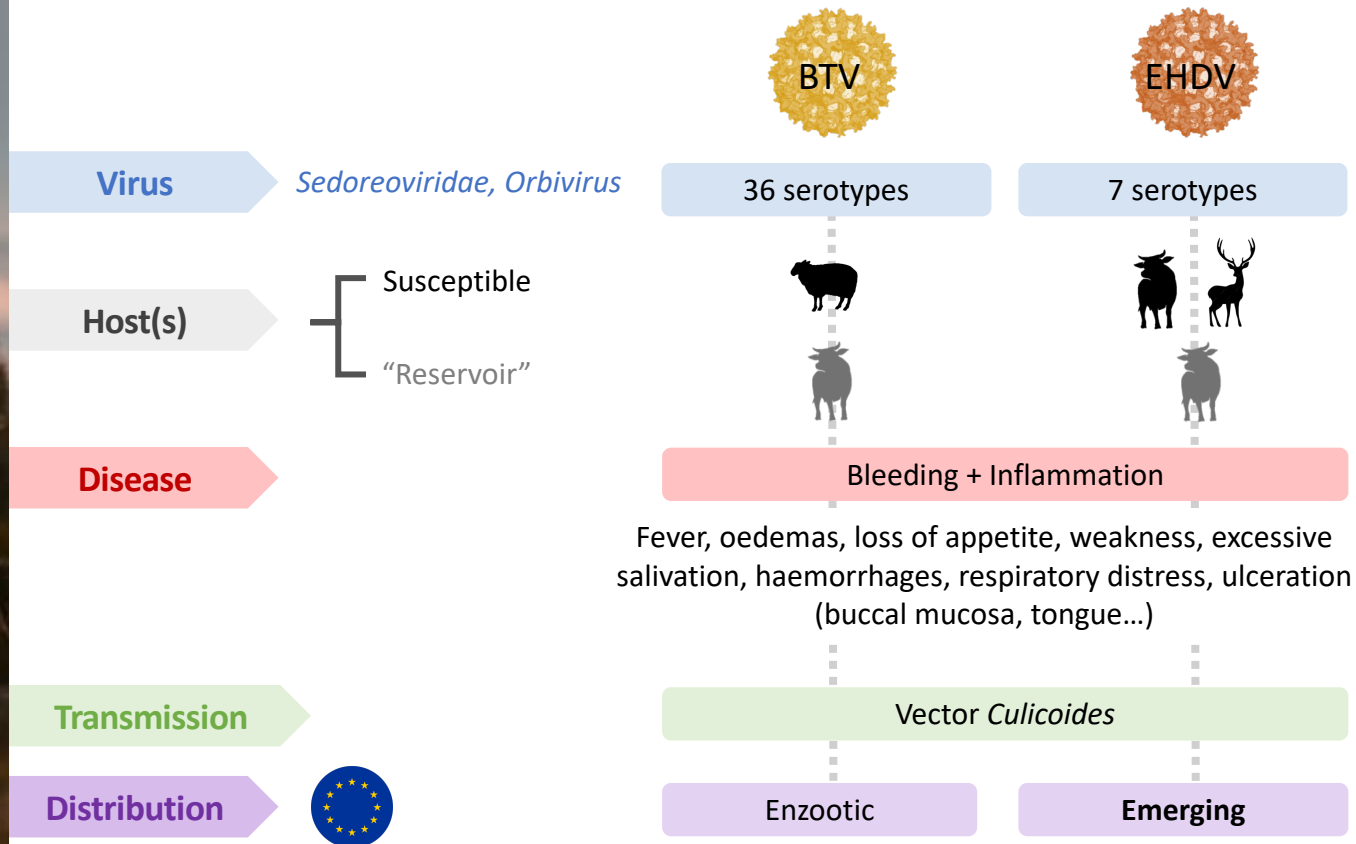 BTV
EHDV
Virus
Sedoreoviridae, Orbivirus
36 serotypes
7 serotypes
Host(s)
Susceptible
“Reservoir”
Disease
Bleeding + Inflammation
Fever, oedemas, loss of appetite, weakness, excessive
salivation, haemorrhages, respiratory distress, ulceration
(buccal mucosa, tongue…)
Transmission
Vector Culicoides
Distribution
Enzootic
Emerging